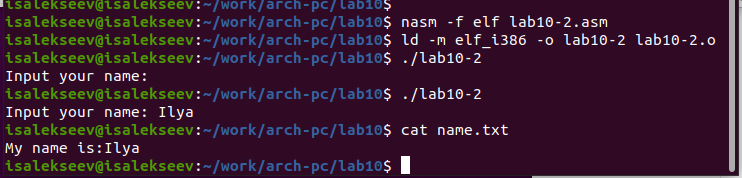 isalekseev@isalekseev:~/work/arch-pc/lab10$
isalekseev@isalekseev:~/work/arch-pc/lab10$ nasm -f elf lab10-2.asm
isalekseev@isalekseev:~/work/arch-pc/lab10$ ld -m elf_i386 -o lab10-2 lab10-2.o
isalekseev@isalekseev:~/work/arch-pc/lab10$ ./lab10-2
Input your name:
isalekseev@isalekseev:~/work/arch-pc/lab10$ ./lab10-2
Input your name: Ilya
isalekseev@isalekseev:~/work/arch-pc/lab10$ cat name.txt
My name is:Ilya
isalekseev@isalekseev:~/work/arch-pc/lab10$